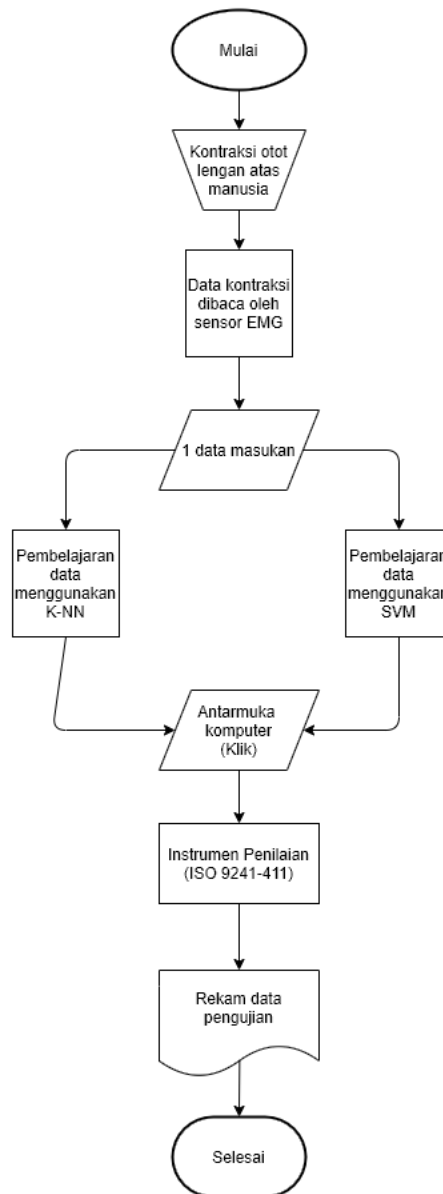 Mulai
Kontraksi otot
lengan atas
manusia
Data kontraksi
dibaca oleh
sensor EMG
1 data masukan
Pembelajaran
data
menggunakan
K-NN
Pembelajaran
data
menggunakan
SVM
Antarmuka
komputer
(Klik)
Instrumen Penilaian
(ISO 9241-411)
Rekam data
pengujian
Selesai